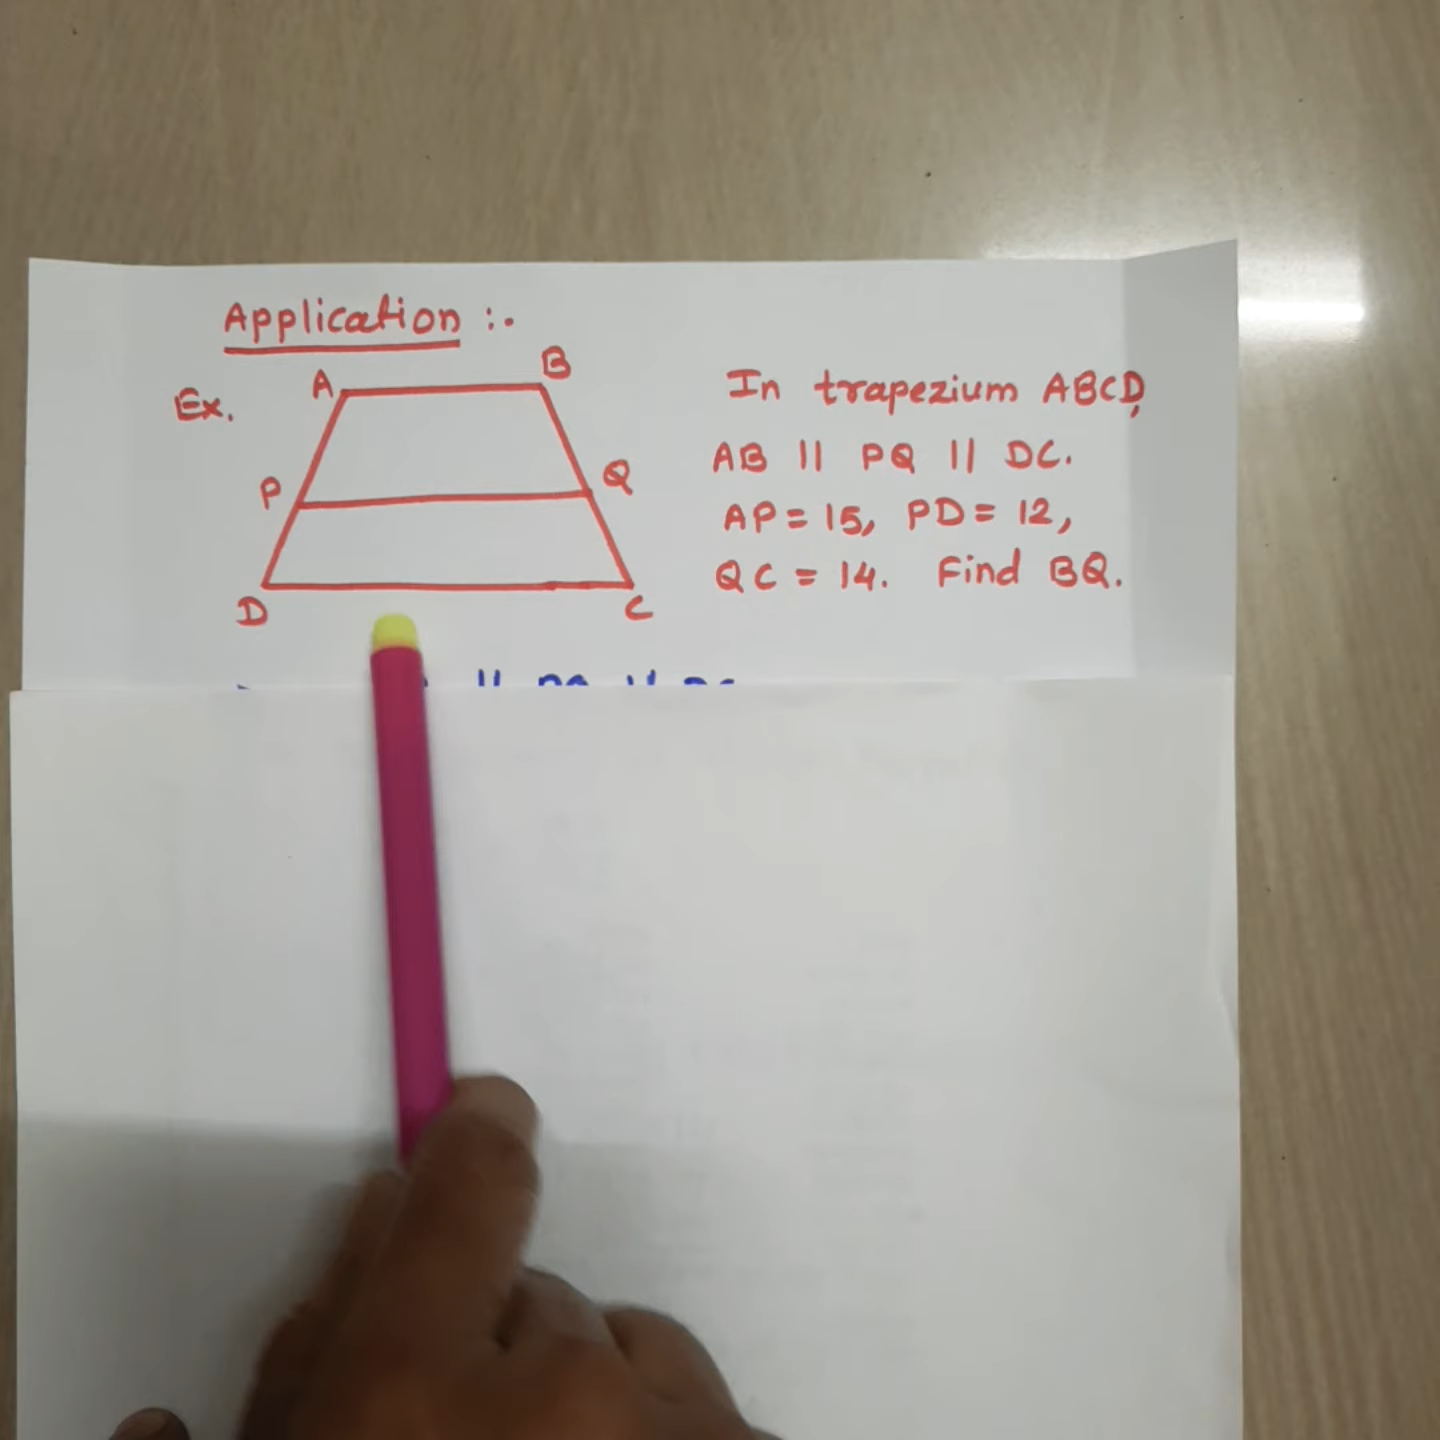 Application :.
Ex.
A
B
P
Q
D
C
In trapezium ABCD,
AB || PQ || DC.
AP = 15, PD = 12,
QC = 14. Find BQ.